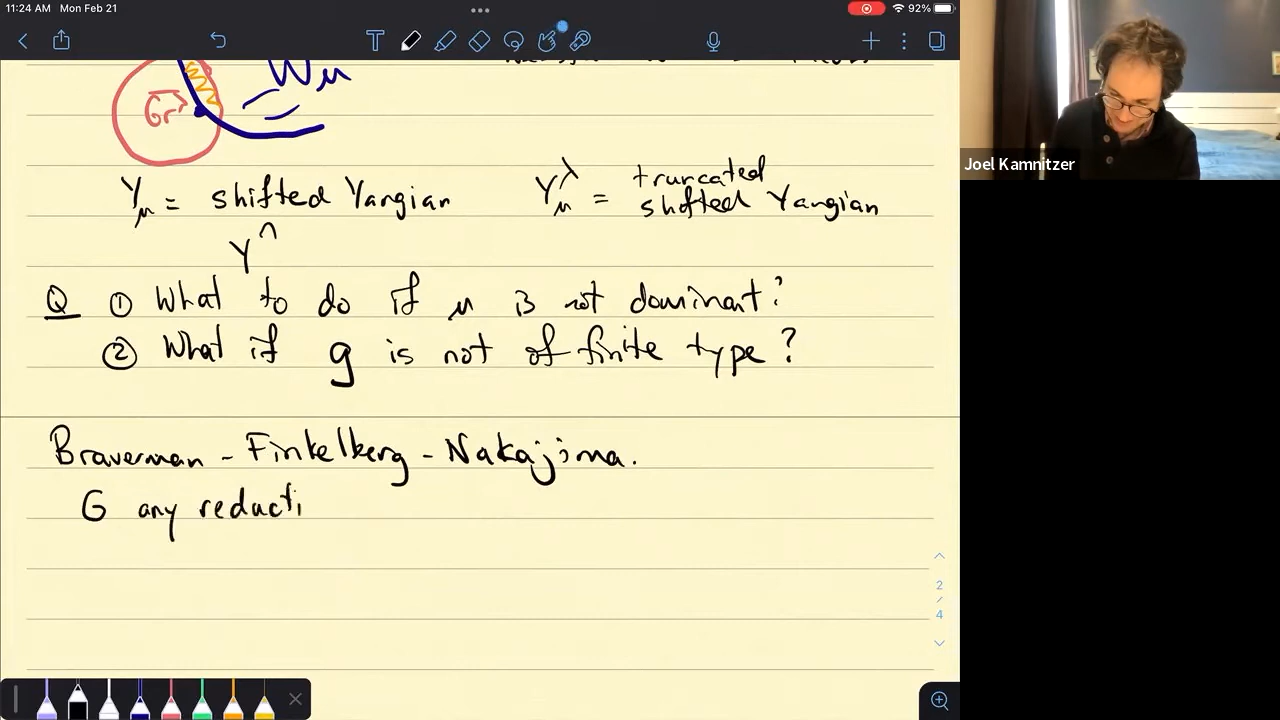 11:24 AM Mon Feb 21
92%
Wμ
Gr
Joel Kamnitzer
Yμ = shifted Yangian
Yμ^λ = truncated shifted Yangian
Y^
Q ① What to do if μ is not dominant?
② What if g is not of finite type?
Braverman - Finkelberg - Nakajima.
G any reducti
2
/
4